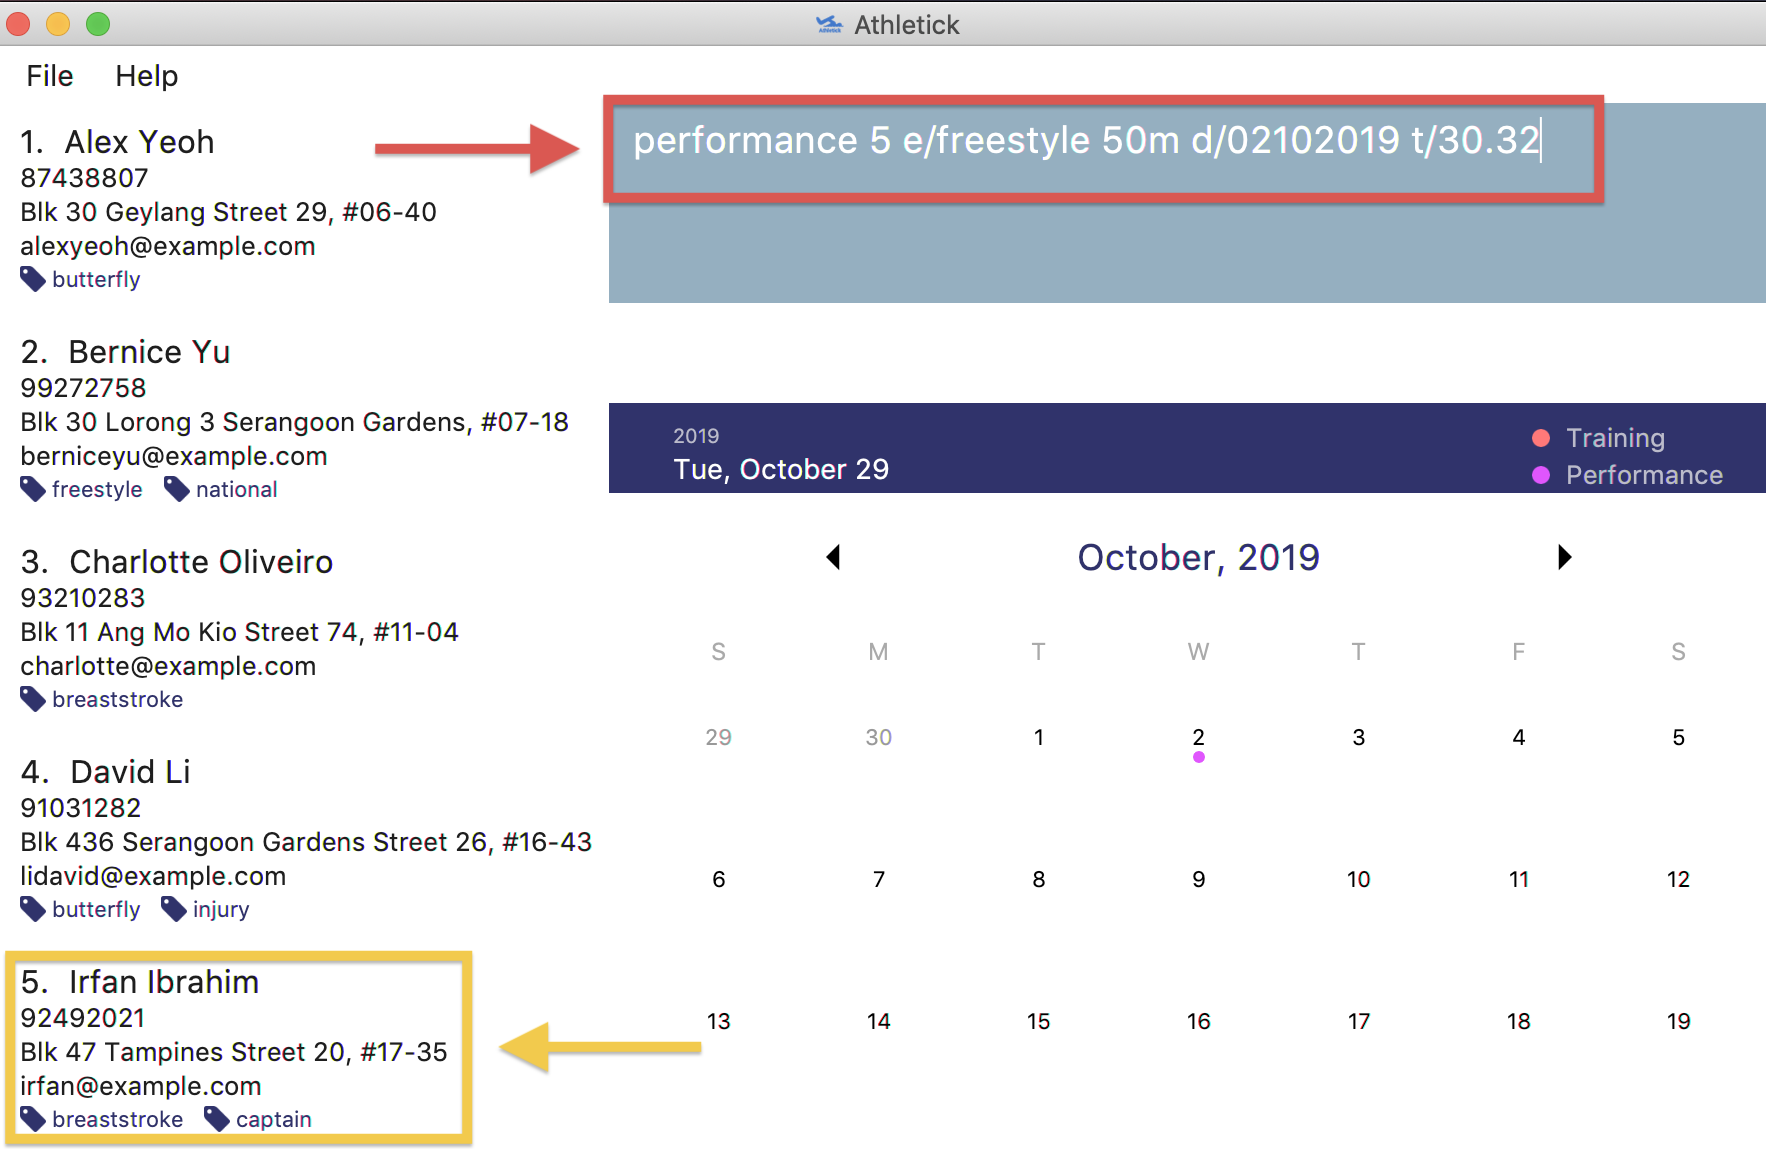 Athletick
File Help
1. Alex Yeoh
87438807
Blk 30 Geylang Street 29, #06-40
alexyeoh@example.com
butterfly
2. Bernice Yu
99272758
Blk 30 Lorong 3 Serangoon Gardens, #07-18
berniceyu@example.com
freestyle national
3. Charlotte Oliveiro
93210283
Blk 11 Ang Mo Kio Street 74, #11-04
charlotte@example.com
breaststroke
4. David Li
91031282
Blk 436 Serangoon Gardens Street 26, #16-43
lidavid@example.com
butterfly injury
5. Irfan Ibrahim
92492021
Blk 47 Tampines Street 20, #17-35
irfan@example.com
breaststroke captain
performance 5 e/freestyle 50m d/02102019 t/30.32
2019
Tue, October 29
Training
Performance
October, 2019
S M T W T F S
29 30 1 2 3 4 5
6 7 8 9 10 11 12
13 14 15 16 17 18 19